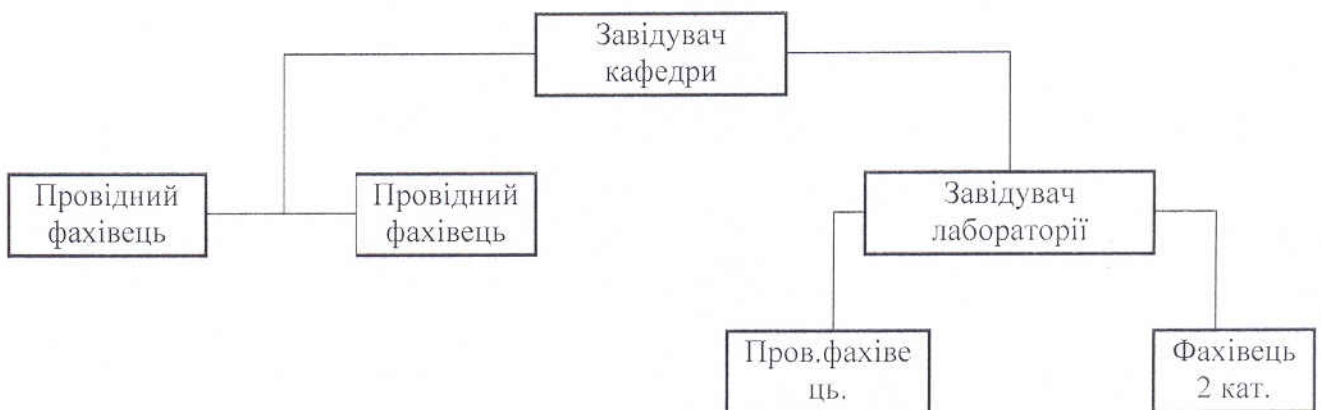 Завідувач
кафедри
Провідний
фахівець
Провідний
фахівець
Завідувач
лабораторії
Пров.фахіве
ць.
Фахівець
2 кат.